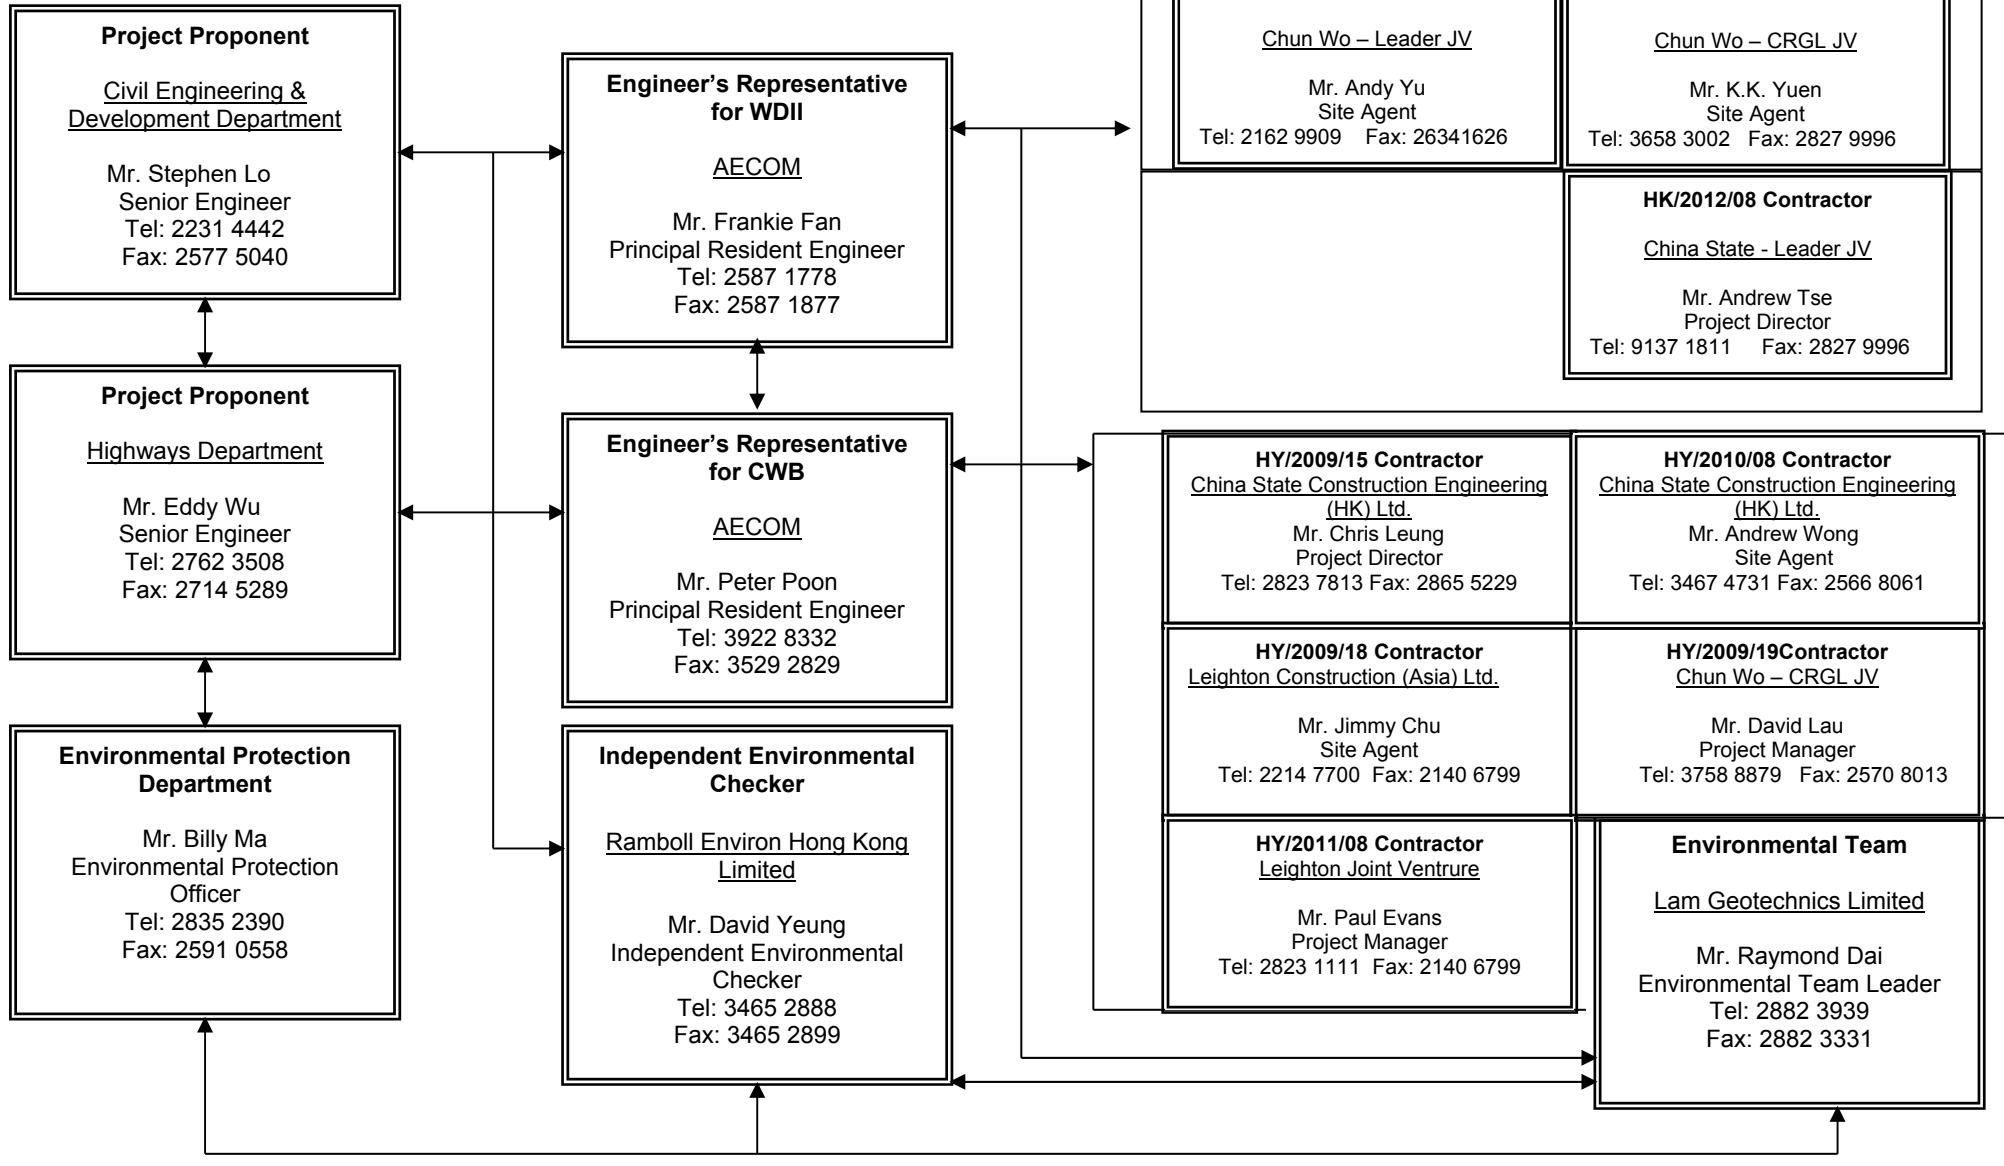 Project Proponent
Civil Engineering &
Development Department
Mr. Stephen Lo
Senior Engineer
Tel: 2231 4442
Fax: 2577 5040
Project Proponent
Highways Department
Mr. Eddy Wu
Senior Engineer
Tel: 2762 3508
Fax: 2714 5289
Environmental Protection
Department
Mr. Billy Ma
Environmental Protection
Officer
Tel: 2835 2390
Fax: 2591 0558
Engineer’s Representative
for WDII
AECOM
Mr. Frankie Fan
Principal Resident Engineer
Tel: 2587 1778
Fax: 2587 1877
Engineer’s Representative
for CWB
AECOM
Mr. Peter Poon
Principal Resident Engineer
Tel: 3922 8332
Fax: 3529 2829
Independent Environmental
Checker
Ramboll Environ Hong Kong
Limited
Mr. David Yeung
Independent Environmental
Checker
Tel: 3465 2888
Fax: 3465 2899
Chun Wo – Leader JV
Mr. Andy Yu
Site Agent
Tel: 2162 9909 Fax: 26341626
Chun Wo – CRGL JV
Mr. K.K. Yuen
Site Agent
Tel: 3658 3002 Fax: 2827 9996
HK/2012/08 Contractor
China State - Leader JV
Mr. Andrew Tse
Project Director
Tel: 9137 1811 Fax: 2827 9996
HY/2009/15 Contractor
China State Construction Engineering
(HK) Ltd.
Mr. Chris Leung
Project Director
Tel: 2823 7813 Fax: 2865 5229
HY/2010/08 Contractor
China State Construction Engineering
(HK) Ltd.
Mr. Andrew Wong
Site Agent
Tel: 3467 4731 Fax: 2566 8061
HY/2009/18 Contractor
Leighton Construction (Asia) Ltd.
Mr. Jimmy Chu
Site Agent
Tel: 2214 7700 Fax: 2140 6799
HY/2009/19Contractor
Chun Wo – CRGL JV
Mr. David Lau
Project Manager
Tel: 3758 8879 Fax: 2570 8013
HY/2011/08 Contractor
Leighton Joint Ventrure
Mr. Paul Evans
Project Manager
Tel: 2823 1111 Fax: 2140 6799
Environmental Team
Lam Geotechnics Limited
Mr. Raymond Dai
Environmental Team Leader
Tel: 2882 3939
Fax: 2882 3331